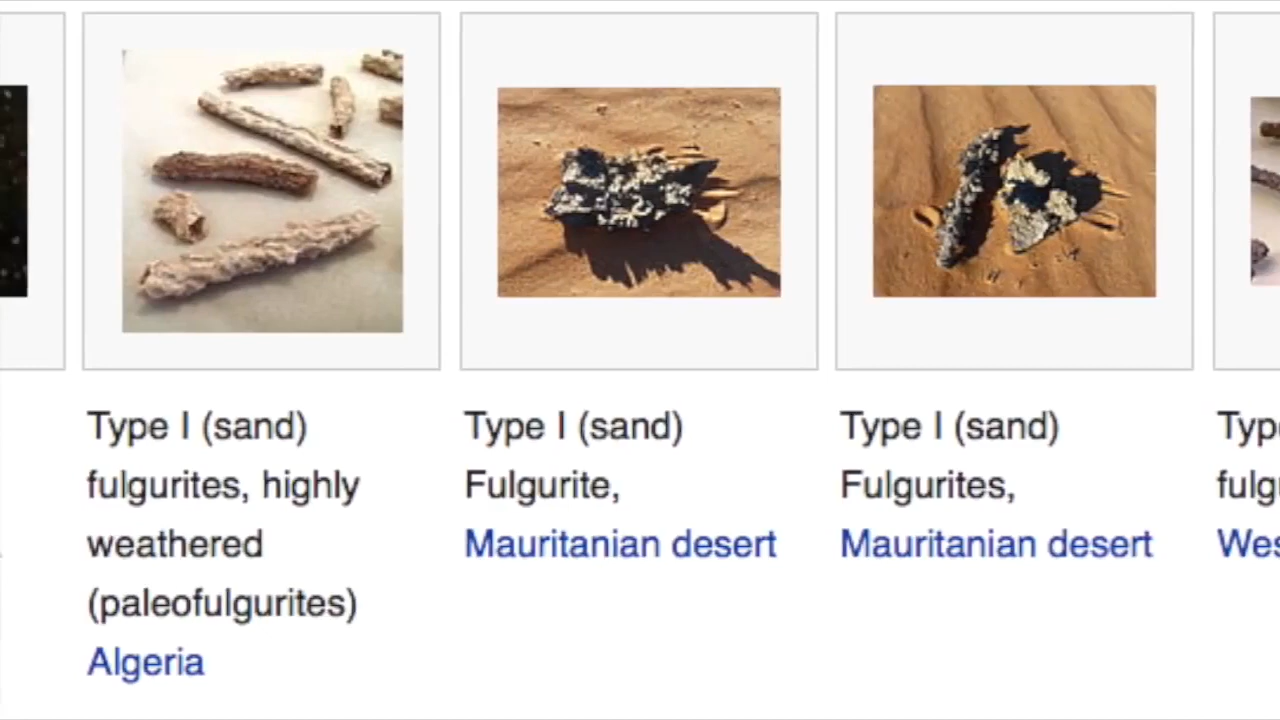 Type I (sand)
fulgurites, highly
weathered
(paleofulgurites)
Algeria
Type I (sand)
Fulgurite,
Mauritanian desert
Type I (sand)
Fulgurites,
Mauritanian desert